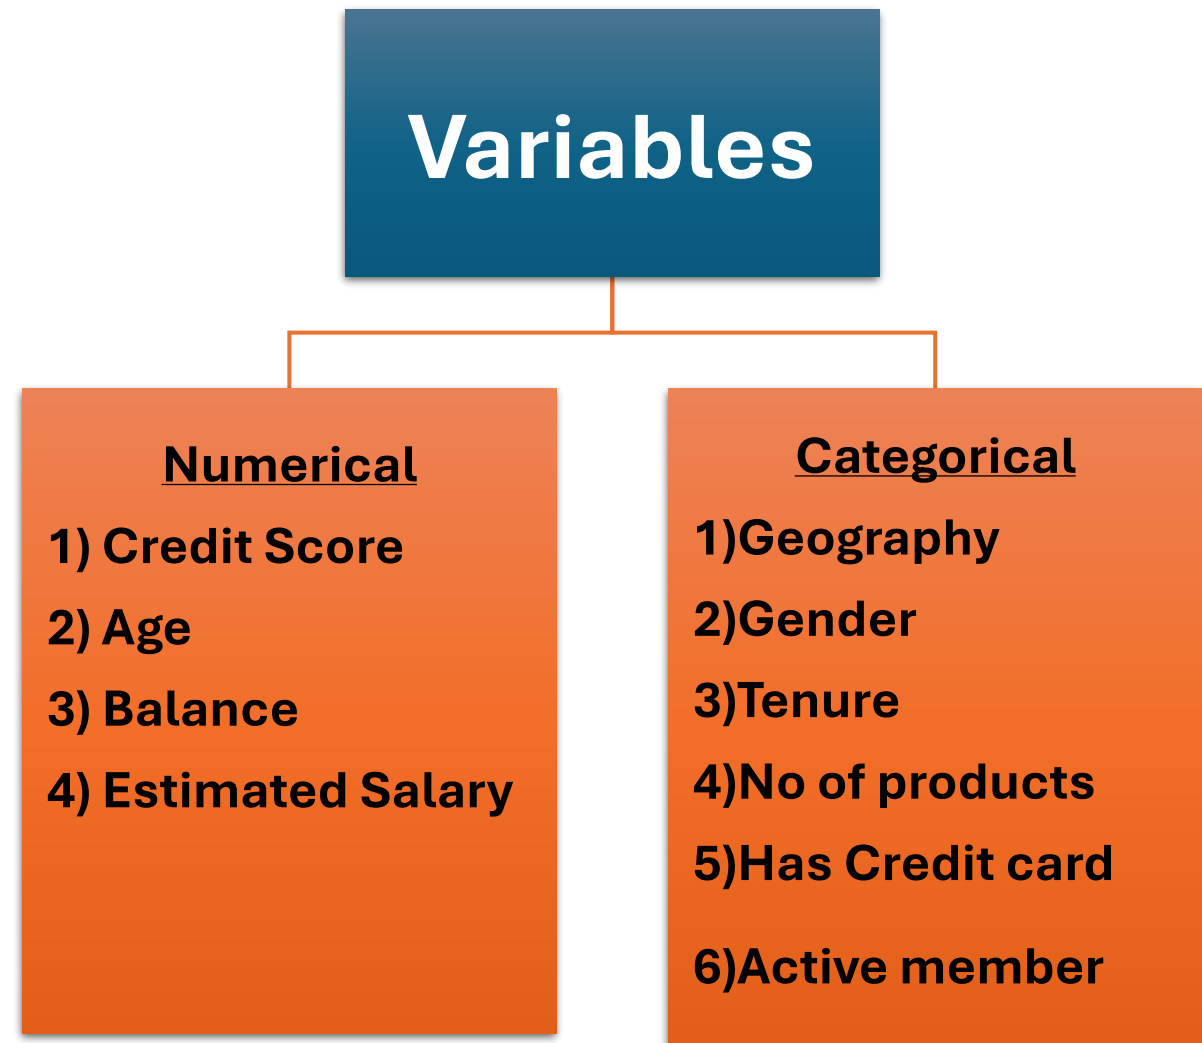 Variables
Numerical
1) Credit Score
2) Age
3) Balance
4) Estimated Salary
Categorical
1)Geography
2)Gender
3)Tenure
4)No of products
5)Has Credit card
6)Active member